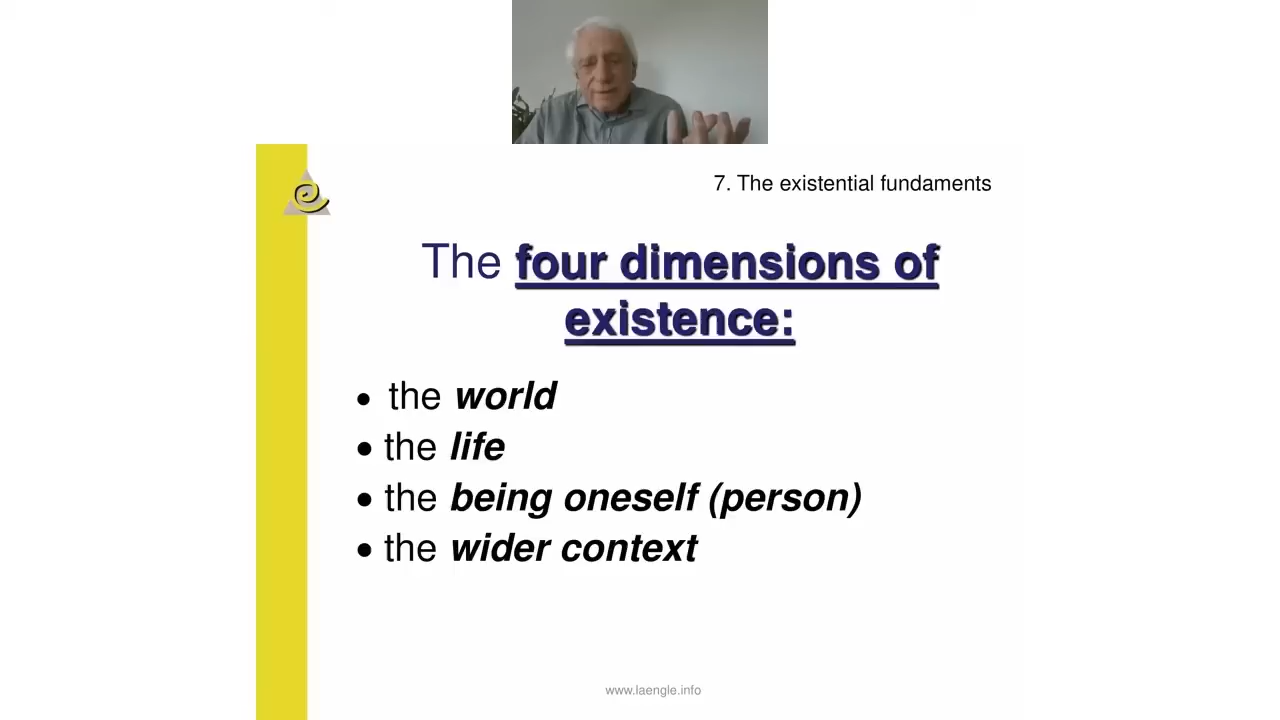 7. The existential fundaments
The four dimensions of
existence:
• the world
• the life
• the being oneself (person)
• the wider context
www.laengle.info